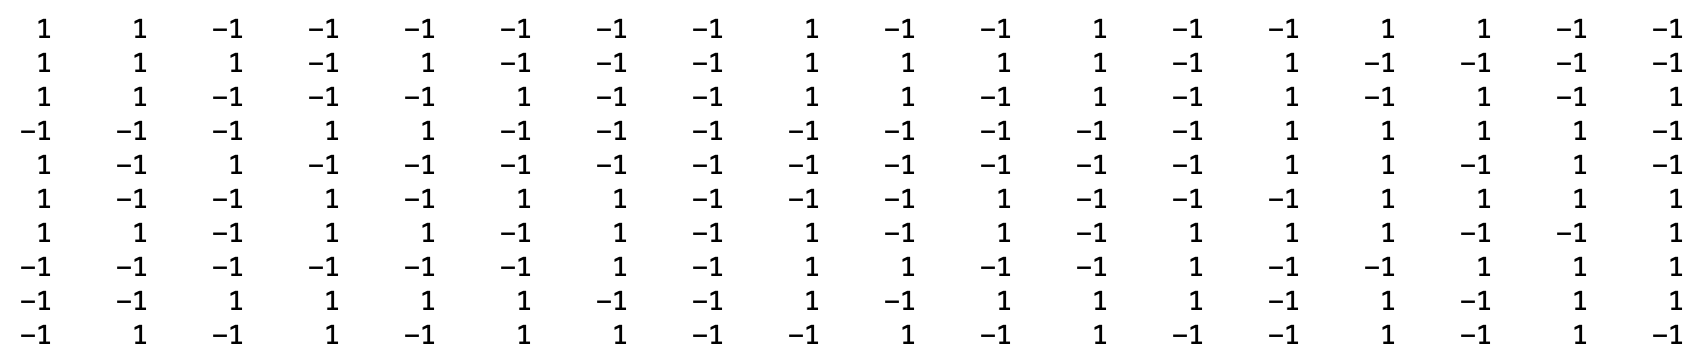 1 1 −1 −1 −1 −1 −1 −1 1 −1 −1 1 −1 −1 1 1 −1 −1
1 1 1 −1 1 −1 −1 −1 1 1 1 1 −1 1 −1 −1 −1 −1
1 1 −1 −1 −1 1 −1 −1 1 1 −1 1 −1 1 −1 1 −1 1
−1 −1 −1 1 1 −1 −1 −1 −1 −1 −1 −1 −1 1 1 1 1 −1
1 −1 1 −1 −1 −1 −1 −1 −1 −1 −1 −1 −1 1 1 −1 1 −1
1 −1 −1 1 −1 1 1 −1 −1 −1 1 −1 −1 −1 1 1 1 1
1 1 −1 1 1 −1 1 −1 1 −1 1 −1 1 1 1 −1 −1 1
−1 −1 −1 −1 −1 −1 1 −1 1 1 −1 −1 1 −1 −1 1 1 1
−1 −1 1 1 1 1 −1 −1 1 −1 1 1 1 −1 1 −1 1 1
−1 1 −1 1 −1 1 1 −1 −1 1 −1 1 −1 −1 1 −1 1 −1